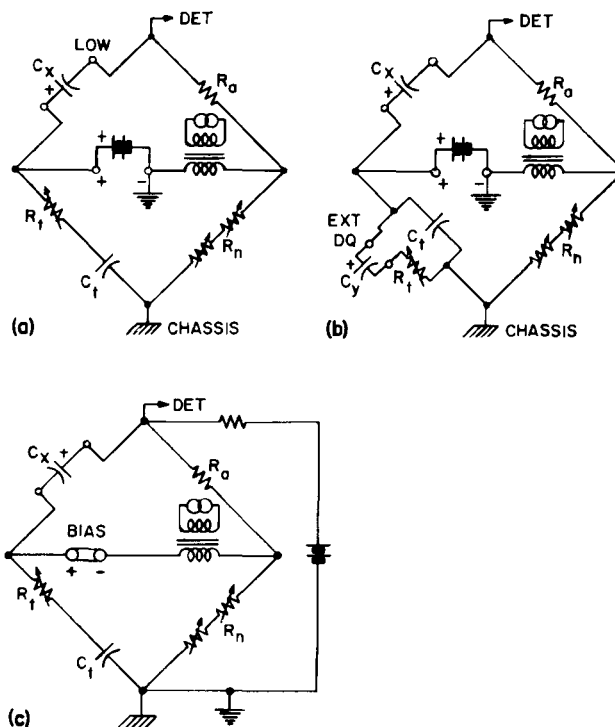 DET
LOW
Cx
+
Ra
+
+
-
Rt
Rn
Ct
CHASSIS
(a)
DET
Cx
+
Ra
+
+
-
EXT
DQ
Ct
+
Cy
Rt
Rn
CHASSIS
(b)
DET
Cx
+
Ra
BIAS
+ -
Rt
Rn
Ct
(c)